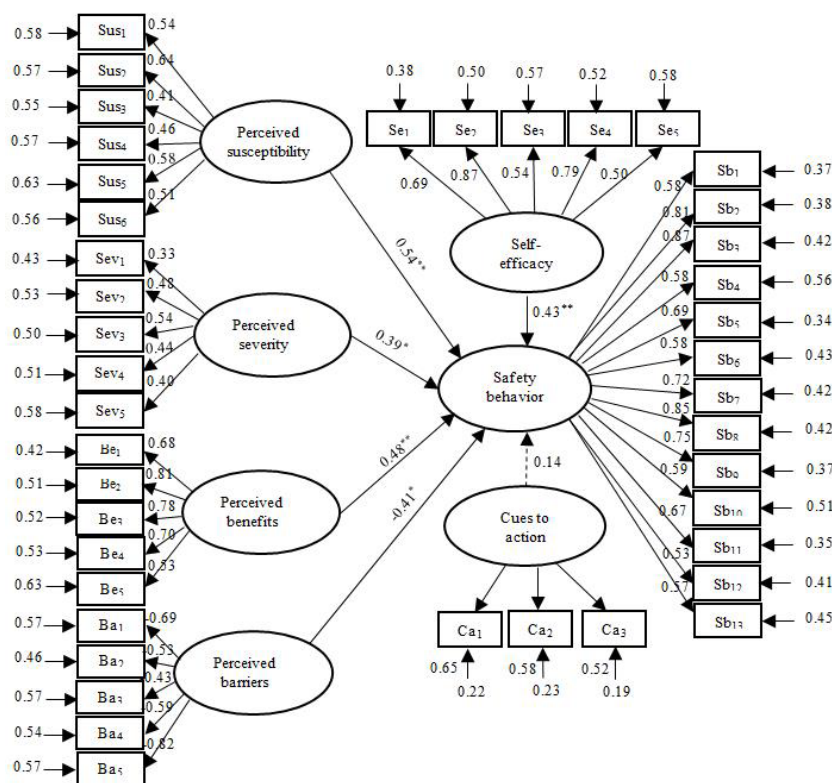 0.58 Sus1 0.54
0.57 Sus2 0.64
0.55 Sus3 0.41
0.57 Sus4 0.46
0.63 Sus5 0.58
0.56 Sus6 0.51
Perceived
susceptibility
0.43 Sev1 0.33
0.53 Sev2 0.48
0.50 Sev3 0.54
0.51 Sev4 0.44
0.58 Sev5 0.40
Perceived
severity
0.42 Be1 0.68
0.51 Be2 0.81
0.52 Be3 0.78
0.53 Be4 0.70
0.63 Be5 0.53
Perceived
benefits
0.57 Ba1 -0.69
0.46 Ba2 -0.53
0.57 Ba3 -0.43
0.54 Ba4 -0.59
0.57 Ba5 -0.82
Perceived
barriers
0.54**
0.39*
0.48**
-0.41*
0.38 0.50 0.57 0.52 0.58
Se1 Se2 Se3 Se4 Se5
0.69 0.87 0.54 0.79 0.50
Self-
efficacy
0.43**
Safety
behavior
0.14
Cues to
action
Ca1 Ca2 Ca3
0.65 0.58 0.52
0.22 0.23 0.19
0.58 Sb1 0.37
0.81 Sb2 0.38
0.87 Sb3 0.42
0.58 Sb4 0.56
0.69 Sb5 0.34
0.58 Sb6 0.43
0.72 Sb7 0.42
0.85 Sb8 0.42
0.75 Sb9 0.37
0.59 Sb10 0.51
0.67 Sb11 0.35
0.53 Sb12 0.41
0.57 Sb13 0.45